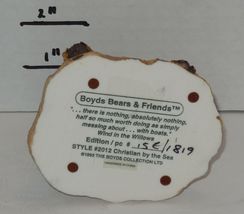 2"
1"
Boyds Bears & Friends™
"... there is nothing, absolutely nothing,
half so much worth doing as simply
messing about ... with boats."
Wind in the Willows
Edition / pc # 15E/1819
STYLE #2012 Christian by the Sea
©1995 THE BOYDS COLLECTION LTD